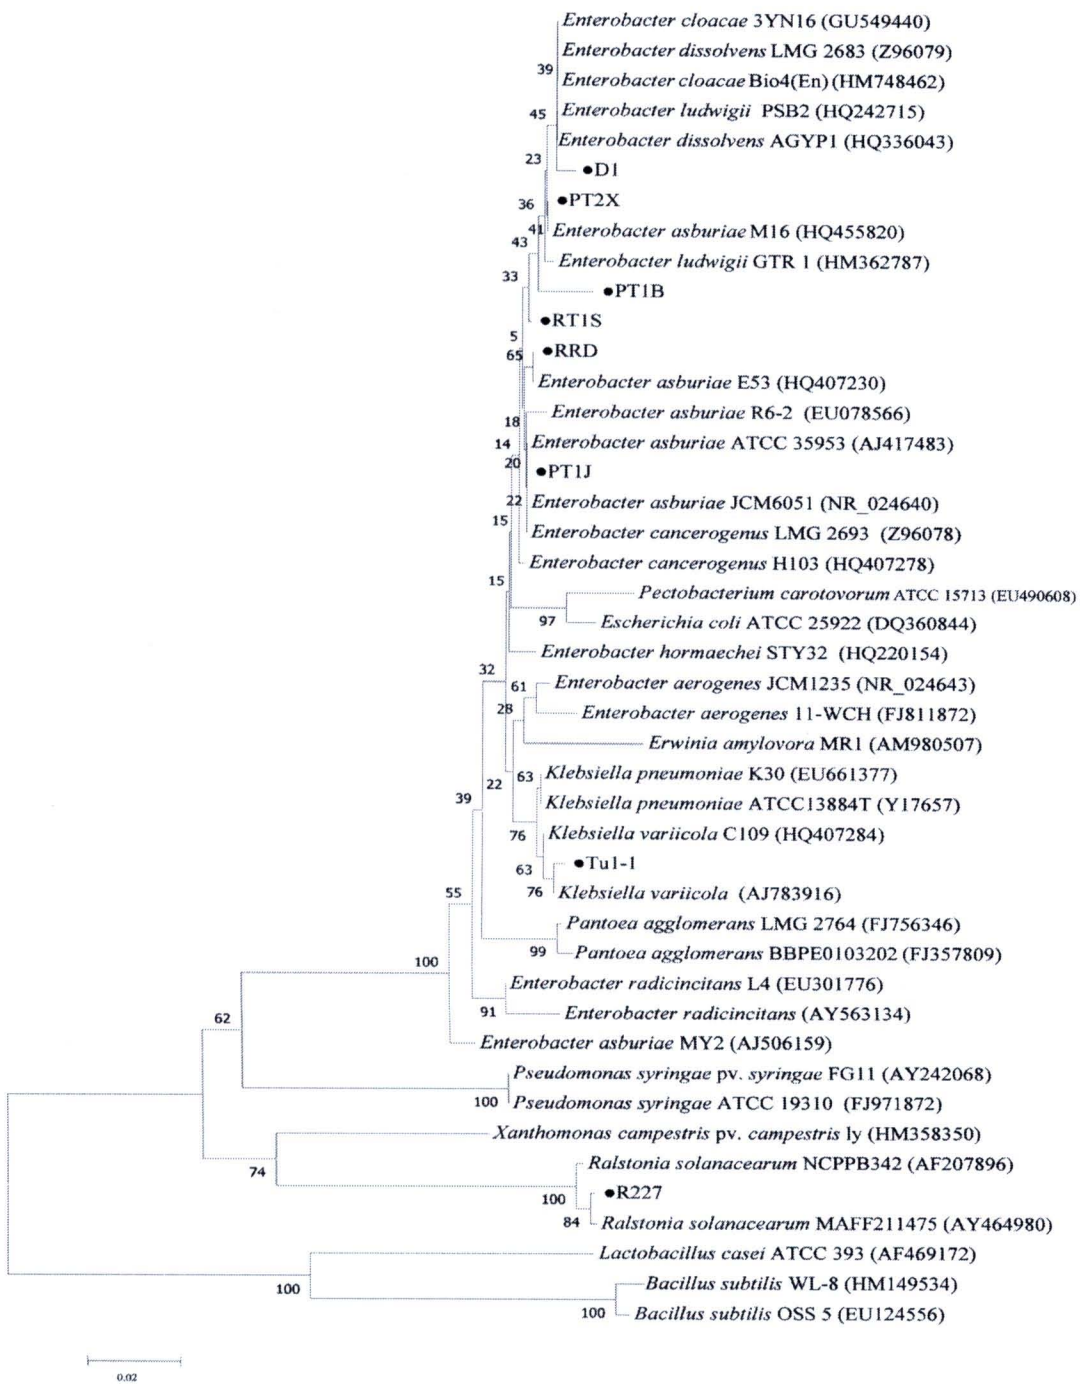 Enterobacter cloacae 3YN16 (GU549440)
Enterobacter dissolvens LMG 2683 (Z96079)
39
Enterobacter cloacae Bio4(En) (HM748462)
45
Enterobacter ludwigii PSB2 (HQ242715)
Enterobacter dissolvens AGYP1 (HQ336043)
23
●D1
36
●PT2X
41
Enterobacter asburiae M16 (HQ455820)
43
Enterobacter ludwigii GTR 1 (HM362787)
33
●PT1B
●RT1S
5
65
●RRD
Enterobacter asburiae E53 (HQ407230)
Enterobacter asburiae R6-2 (EU078566)
18
14
Enterobacter asburiae ATCC 35953 (AJ417483)
20
●PT1J
22
Enterobacter asburiae JCM6051 (NR_024640)
15
Enterobacter cancerogenus LMG 2693 (Z96078)
Enterobacter cancerogenus H103 (HQ407278)
15
Pectobacterium carotovorum ATCC 15713 (EU490608)
97
Escherichia coli ATCC 25922 (DQ360844)
Enterobacter hormaechei STY32 (HQ220154)
32
61
Enterobacter aerogenes JCM1235 (NR_024643)
28
Enterobacter aerogenes 11-WCH (FJ811872)
Erwinia amylovora MR1 (AM980507)
63
Klebsiella pneumoniae K30 (EU661377)
22
39
Klebsiella pneumoniae ATCC13884T (Y17657)
76
Klebsiella variicola C109 (HQ407284)
63
●Tu1-1
55
76
Klebsiella variicola (AJ783916)
Pantoea agglomerans LMG 2764 (FJ756346)
99
Pantoea agglomerans BBPE0103202 (FJ357809)
100
Enterobacter radicincitans L4 (EU301776)
91
Enterobacter radicincitans (AY563134)
62
Enterobacter asburiae MY2 (AJ506159)
Pseudomonas syringae pv. syringae FG11 (AY242068)
100
Pseudomonas syringae ATCC 19310 (FJ971872)
Xanthomonas campestris pv. campestris ly (HM358350)
74
Ralstonia solanacearum NCPPB342 (AF207896)
100
●R227
84
Ralstonia solanacearum MAFF211475 (AY464980)
Lactobacillus casei ATCC 393 (AF469172)
100
Bacillus subtilis WL-8 (HM149534)
100
Bacillus subtilis OSS 5 (EU124556)
0.02